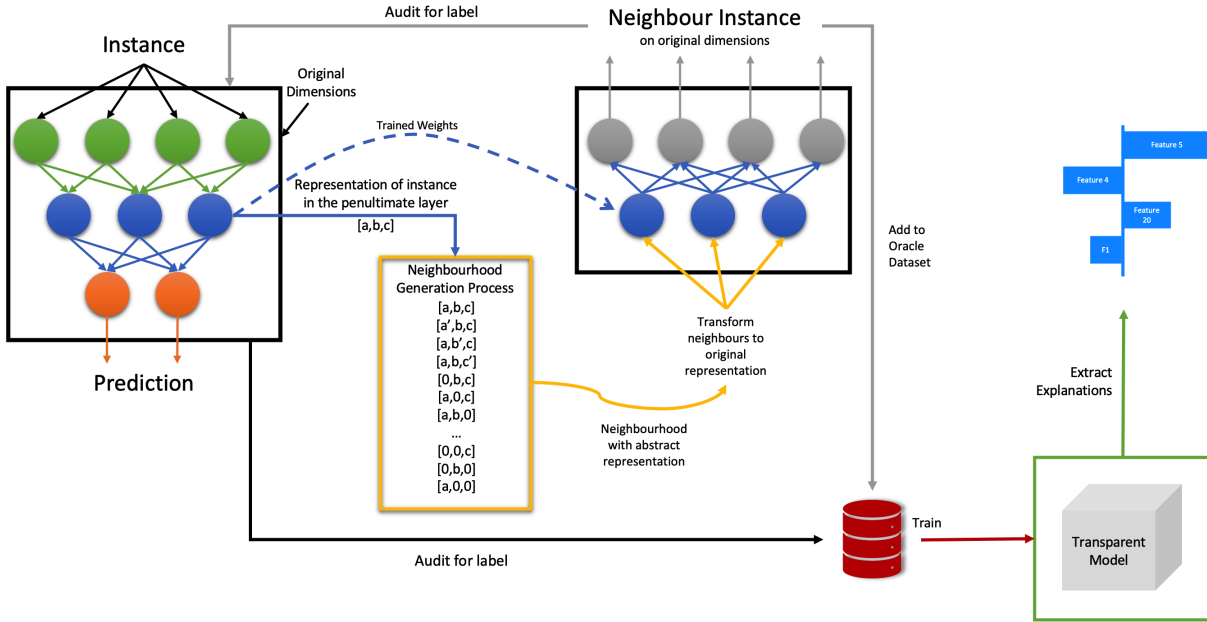 Audit for label
Neighbour Instance
on original dimensions
Instance
Original
Dimensions
Trained Weights
Representation of instance
in the penultimate layer
[a,b,c]
Neighbourhood
Generation Process
[a,b,c]
[a’,b,c]
[a,b’,c]
[a,b,c’]
[0,b,c]
[a,0,c]
[a,b,0]
...
[0,0,c]
[0,b,0]
[a,0,0]
Prediction
Transform
neighbours to
original
representation
Neighbourhood
with abstract
representation
Add to
Oracle
Dataset
Audit for label
Train
Transparent
Model
Extract
Explanations
Feature 5
Feature 4
Feature
20
F1